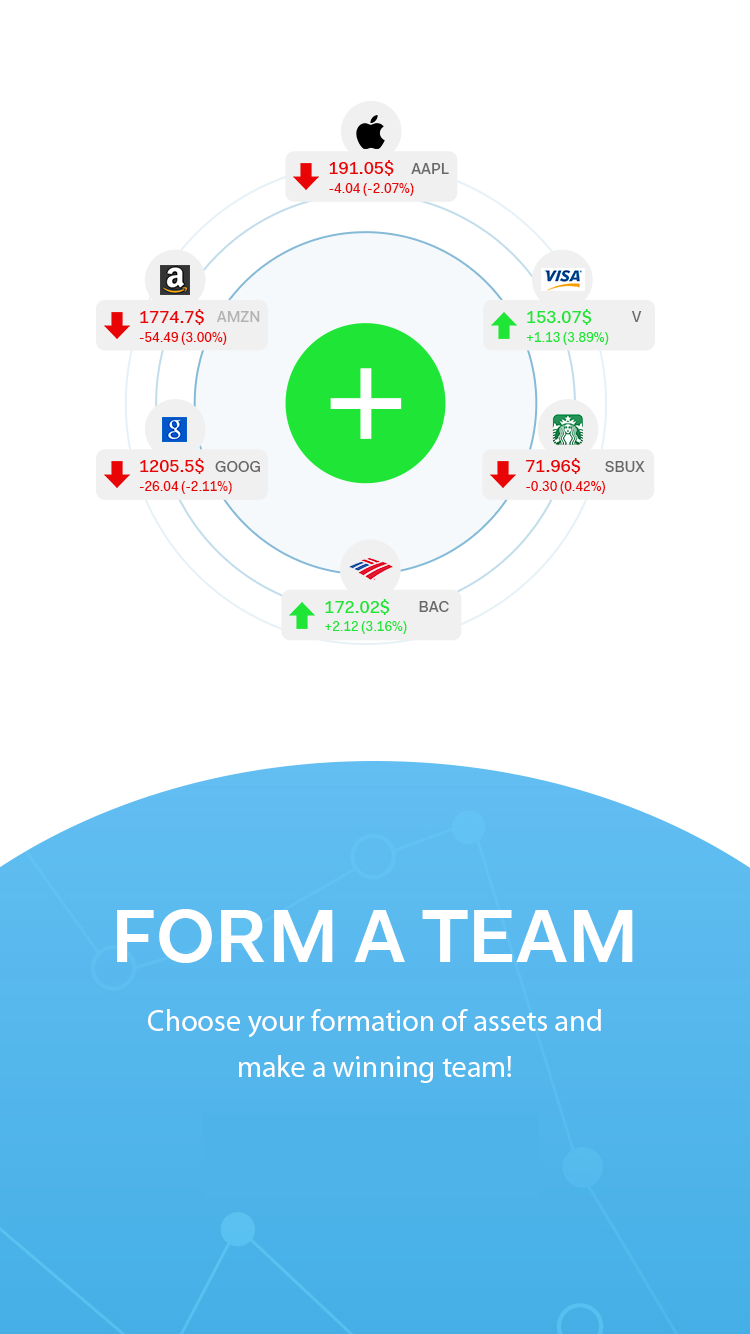 191.05$ AAPL
-4.04 (-2.07%)
a
1774.7$ AMZN
-54.49 (3.00%)
VISA
153.07$ V
+1.13 (3.89%)
g
1205.5$ GOOG
-26.04 (-2.11%)
71.96$ SBUX
-0.30 (0.42%)
172.02$ BAC
+2.12 (3.16%)
FORM A TEAM
Choose your formation of assets and
make a winning team!